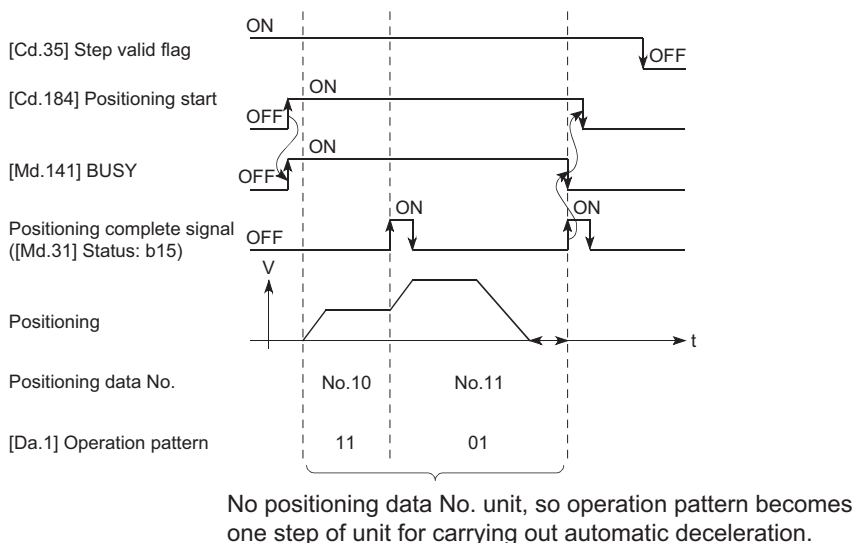 ON
[Cd.35] Step valid flag
OFF
[Cd.184] Positioning start
ON
OFF
[Md.141] BUSY
ON
OFF
Positioning complete signal
([Md.31] Status: b15)
OFF
ON
ON
V
Positioning
t
Positioning data No.
No.10
No.11
[Da.1] Operation pattern
11
01
No positioning data No. unit, so operation pattern becomes
one step of unit for carrying out automatic deceleration.